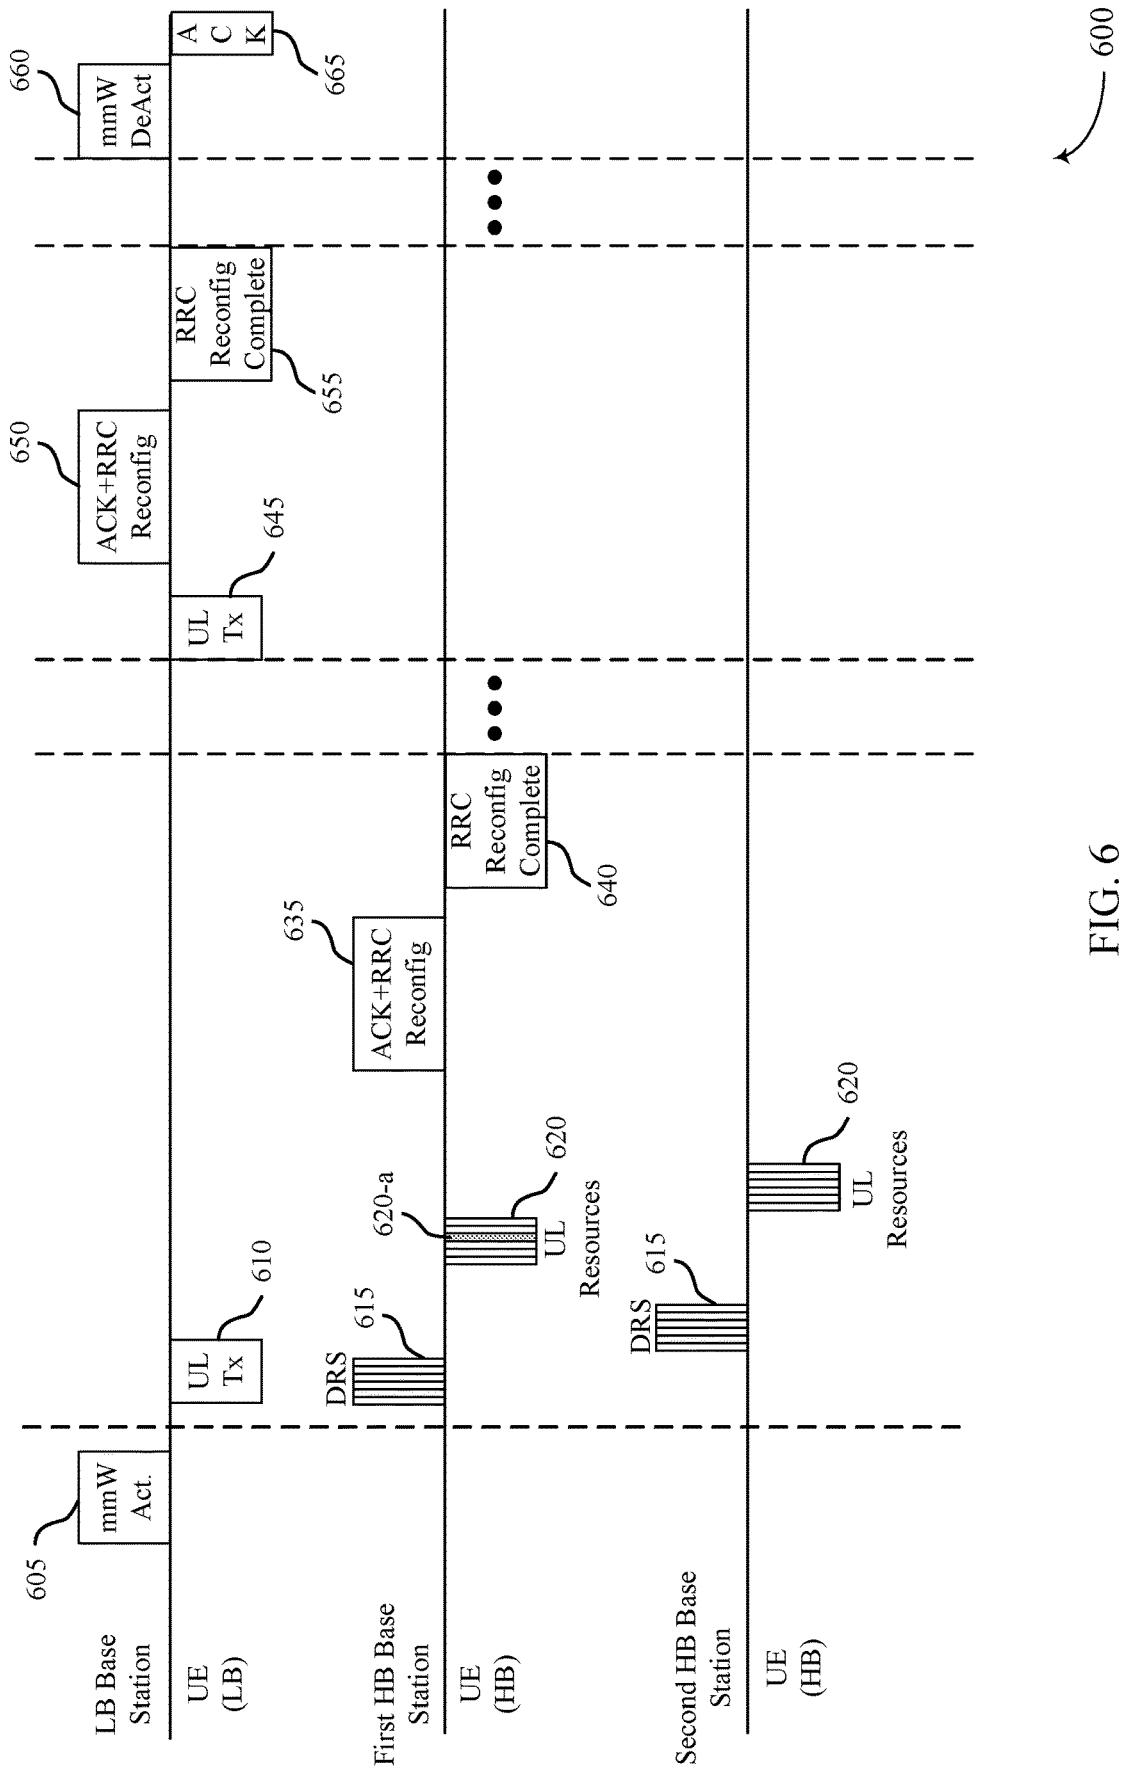 605
mmW
Act.
650
ACK+RRC
Reconfig
660
mmW
DeAct
LB Base
Station
UE
(LB)
UL
Tx
610
UL
Tx
645
RRC
Reconfig
Complete
655
A
C
K
665
First HB Base
Station
UE
(HB)
DRS
615
620-a
620
UL
Resources
635
ACK+RRC
Reconfig
RRC
Reconfig
Complete
640
Second HB Base
Station
UE
(HB)
DRS
615
620
UL
Resources
600
FIG. 6